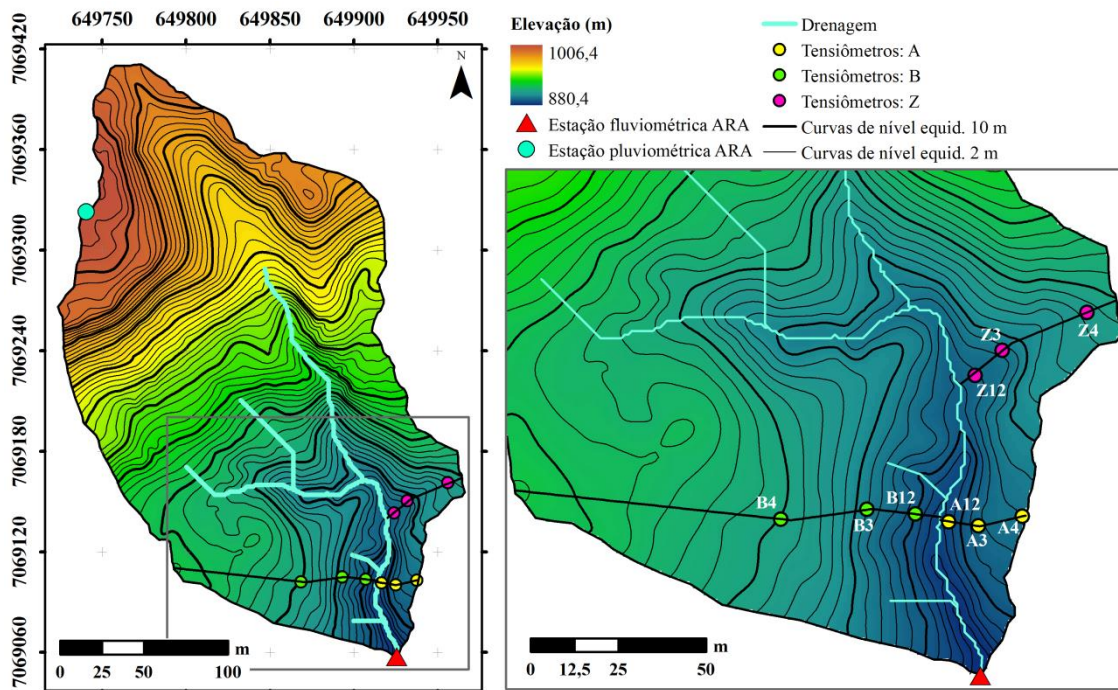 649750 649800 649850 649900 649950
7069420
7069360
7069300
7069240
7069180
7069120
7069060
N
0 25 50 100 m
Elevação (m)
1006,4
880,4
Estação fluviométrica ARA
Estação pluviométrica ARA
Drenagem
Tensiômetros: A
Tensiômetros: B
Tensiômetros: Z
Curvas de nível equid. 10 m
Curvas de nível equid. 2 m
Z4
Z3
Z12
B4
B3
B12
A12
A3
A4
0 12,5 25 50 m